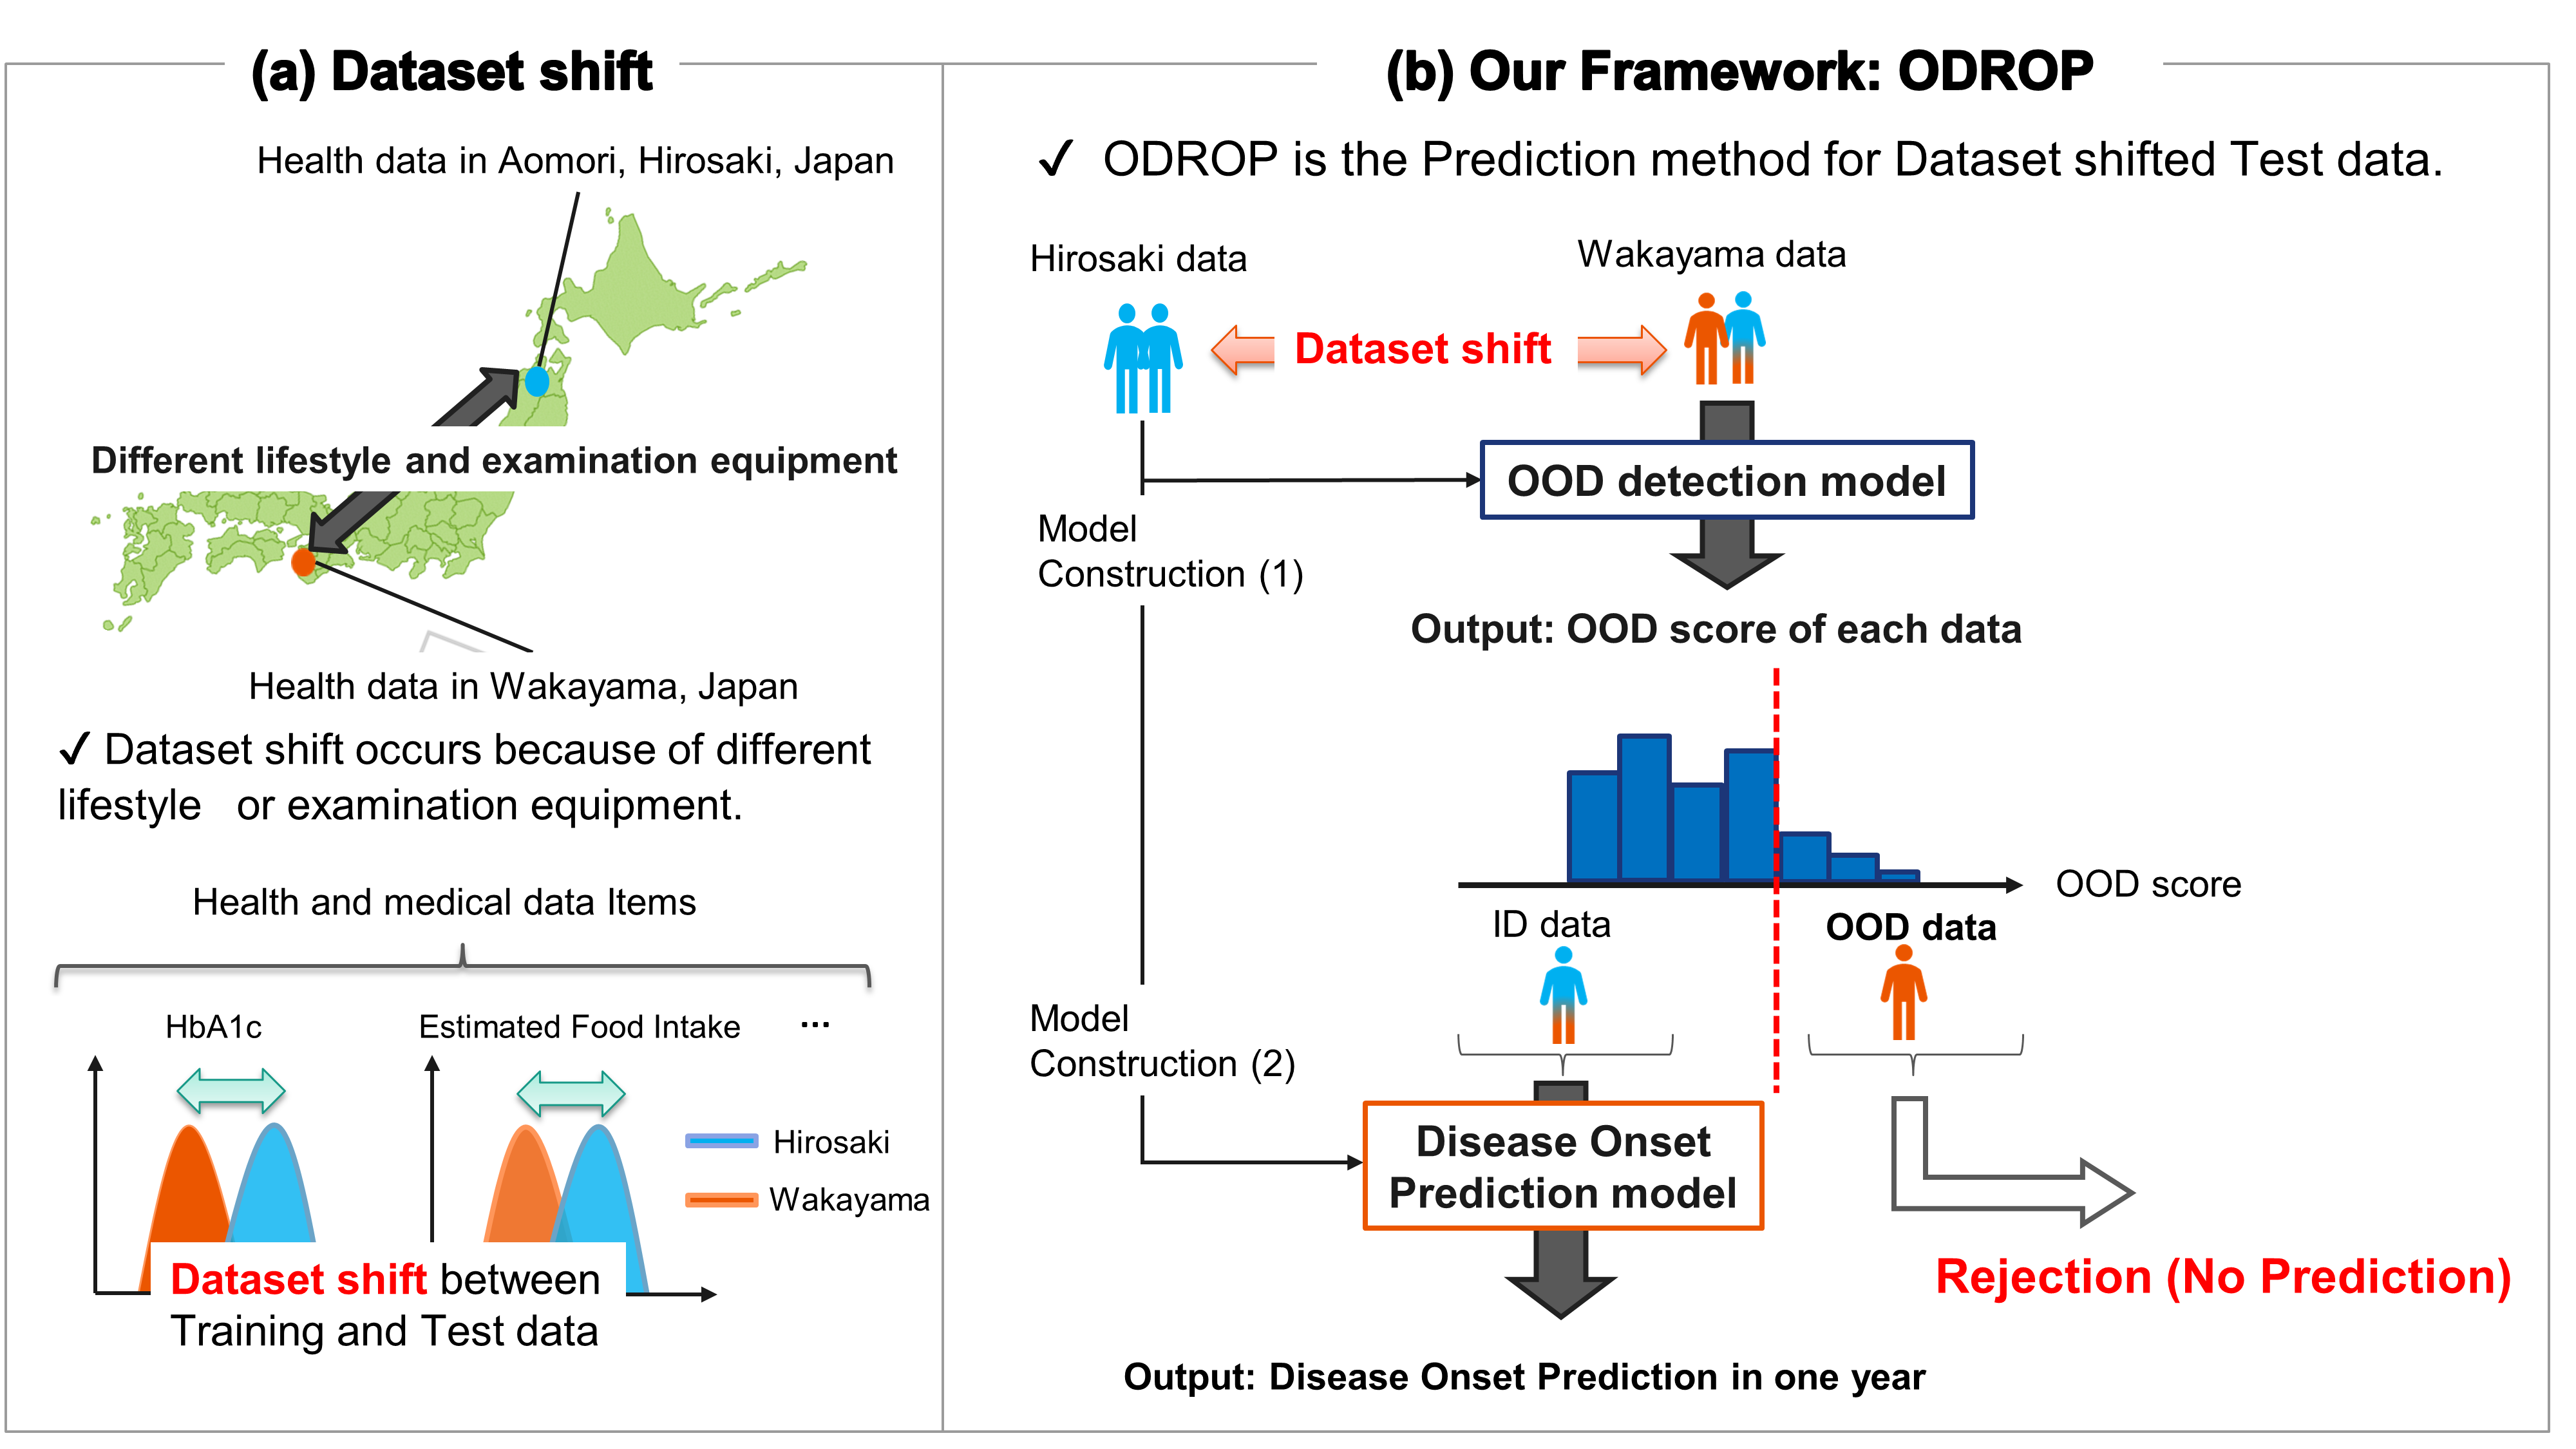 (a) Dataset shift
Health data in Aomori, Hirosaki, Japan
Different lifestyle and examination equipment
Health data in Wakayama, Japan
✓ Dataset shift occurs because of different
lifestyle or examination equipment.
Health and medical data Items
HbA1c
Estimated Food Intake
...
Hirosaki
Wakayama
Dataset shift between
Training and Test data
(b) Our Framework: ODROP
✓ ODROP is the Prediction method for Dataset shifted Test data.
Hirosaki data
Wakayama data
Dataset shift
OOD detection model
Model
Construction (1)
Output: OOD score of each data
OOD score
ID data
OOD data
Model
Construction (2)
Disease Onset
Prediction model
Rejection (No Prediction)
Output: Disease Onset Prediction in one year